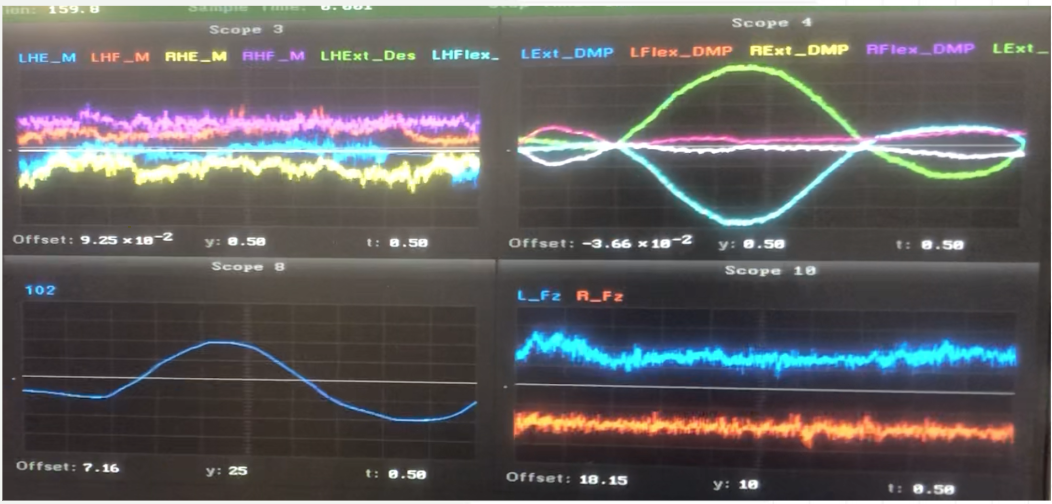 159.0 Sample Time: 0.001
Scope 3
LHE_M LHF_M RHE_M RHF_M LHExt_Des LHFlex_
Offset: 9.25 ×10⁻² y: 0.50 t: 0.50
Scope 4
LExt_DMP LFlex_DMP RExt_DMP RFlex_DMP LExt_
Offset: -3.66 ×10⁻² y: 0.50 t: 0.50
Scope 8
102
Offset: 7.16 y: 25 t: 0.50
Scope 10
L_Fz R_Fz
Offset: 18.15 y: 10 t: 0.50